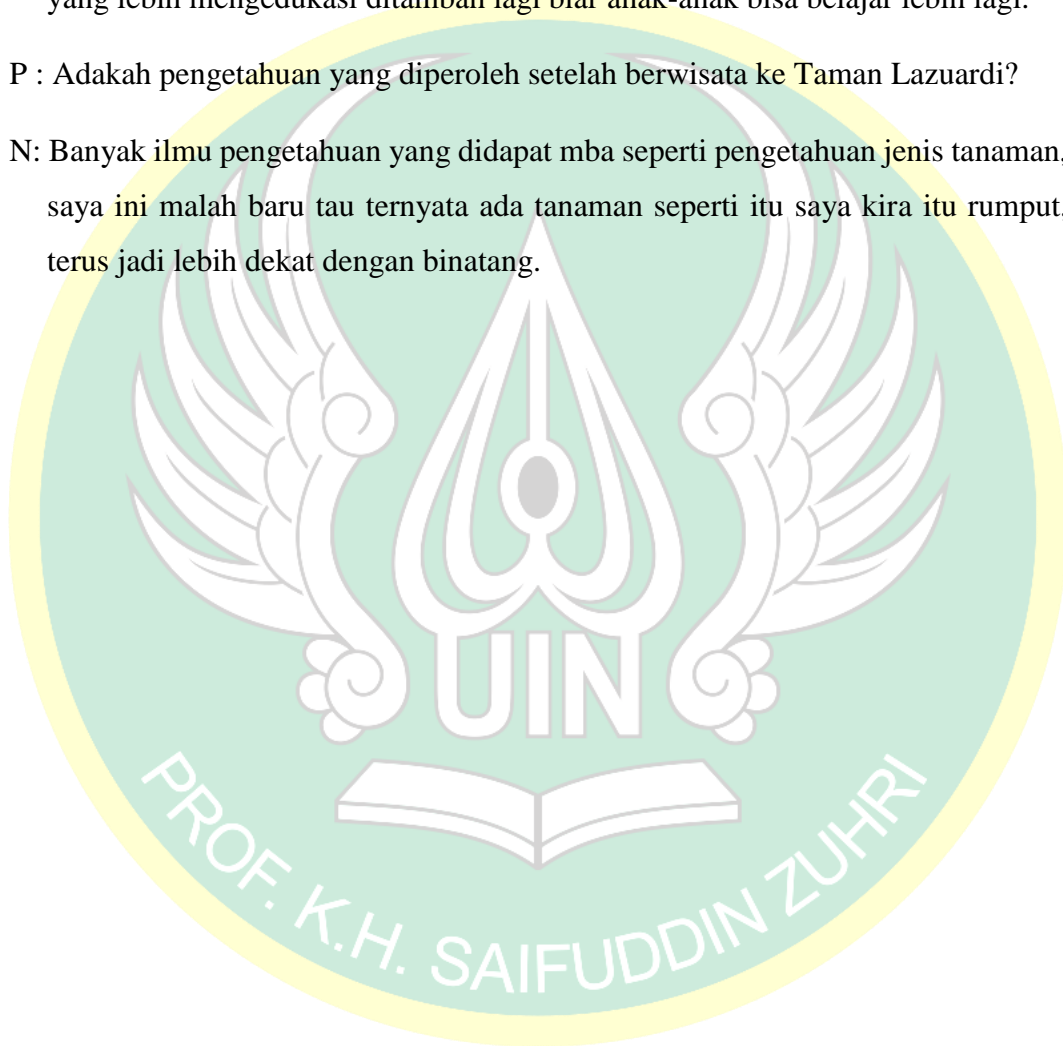 yang lebih mengedukasi ditambah lagi biar anak-anak bisa belajar lebih lagi.
P : Adakah pengetahuan yang diperoleh setelah berwisata ke Taman Lazuardi?
N: Banyak ilmu pengetahuan yang didapat mba seperti pengetahuan jenis tanaman,
saya ini malah baru tau ternyata ada tanaman seperti itu saya kira itu rumput,
terus jadi lebih dekat dengan binatang.
UIN
PROF. K.H. SAIFUDDIN ZUHRI